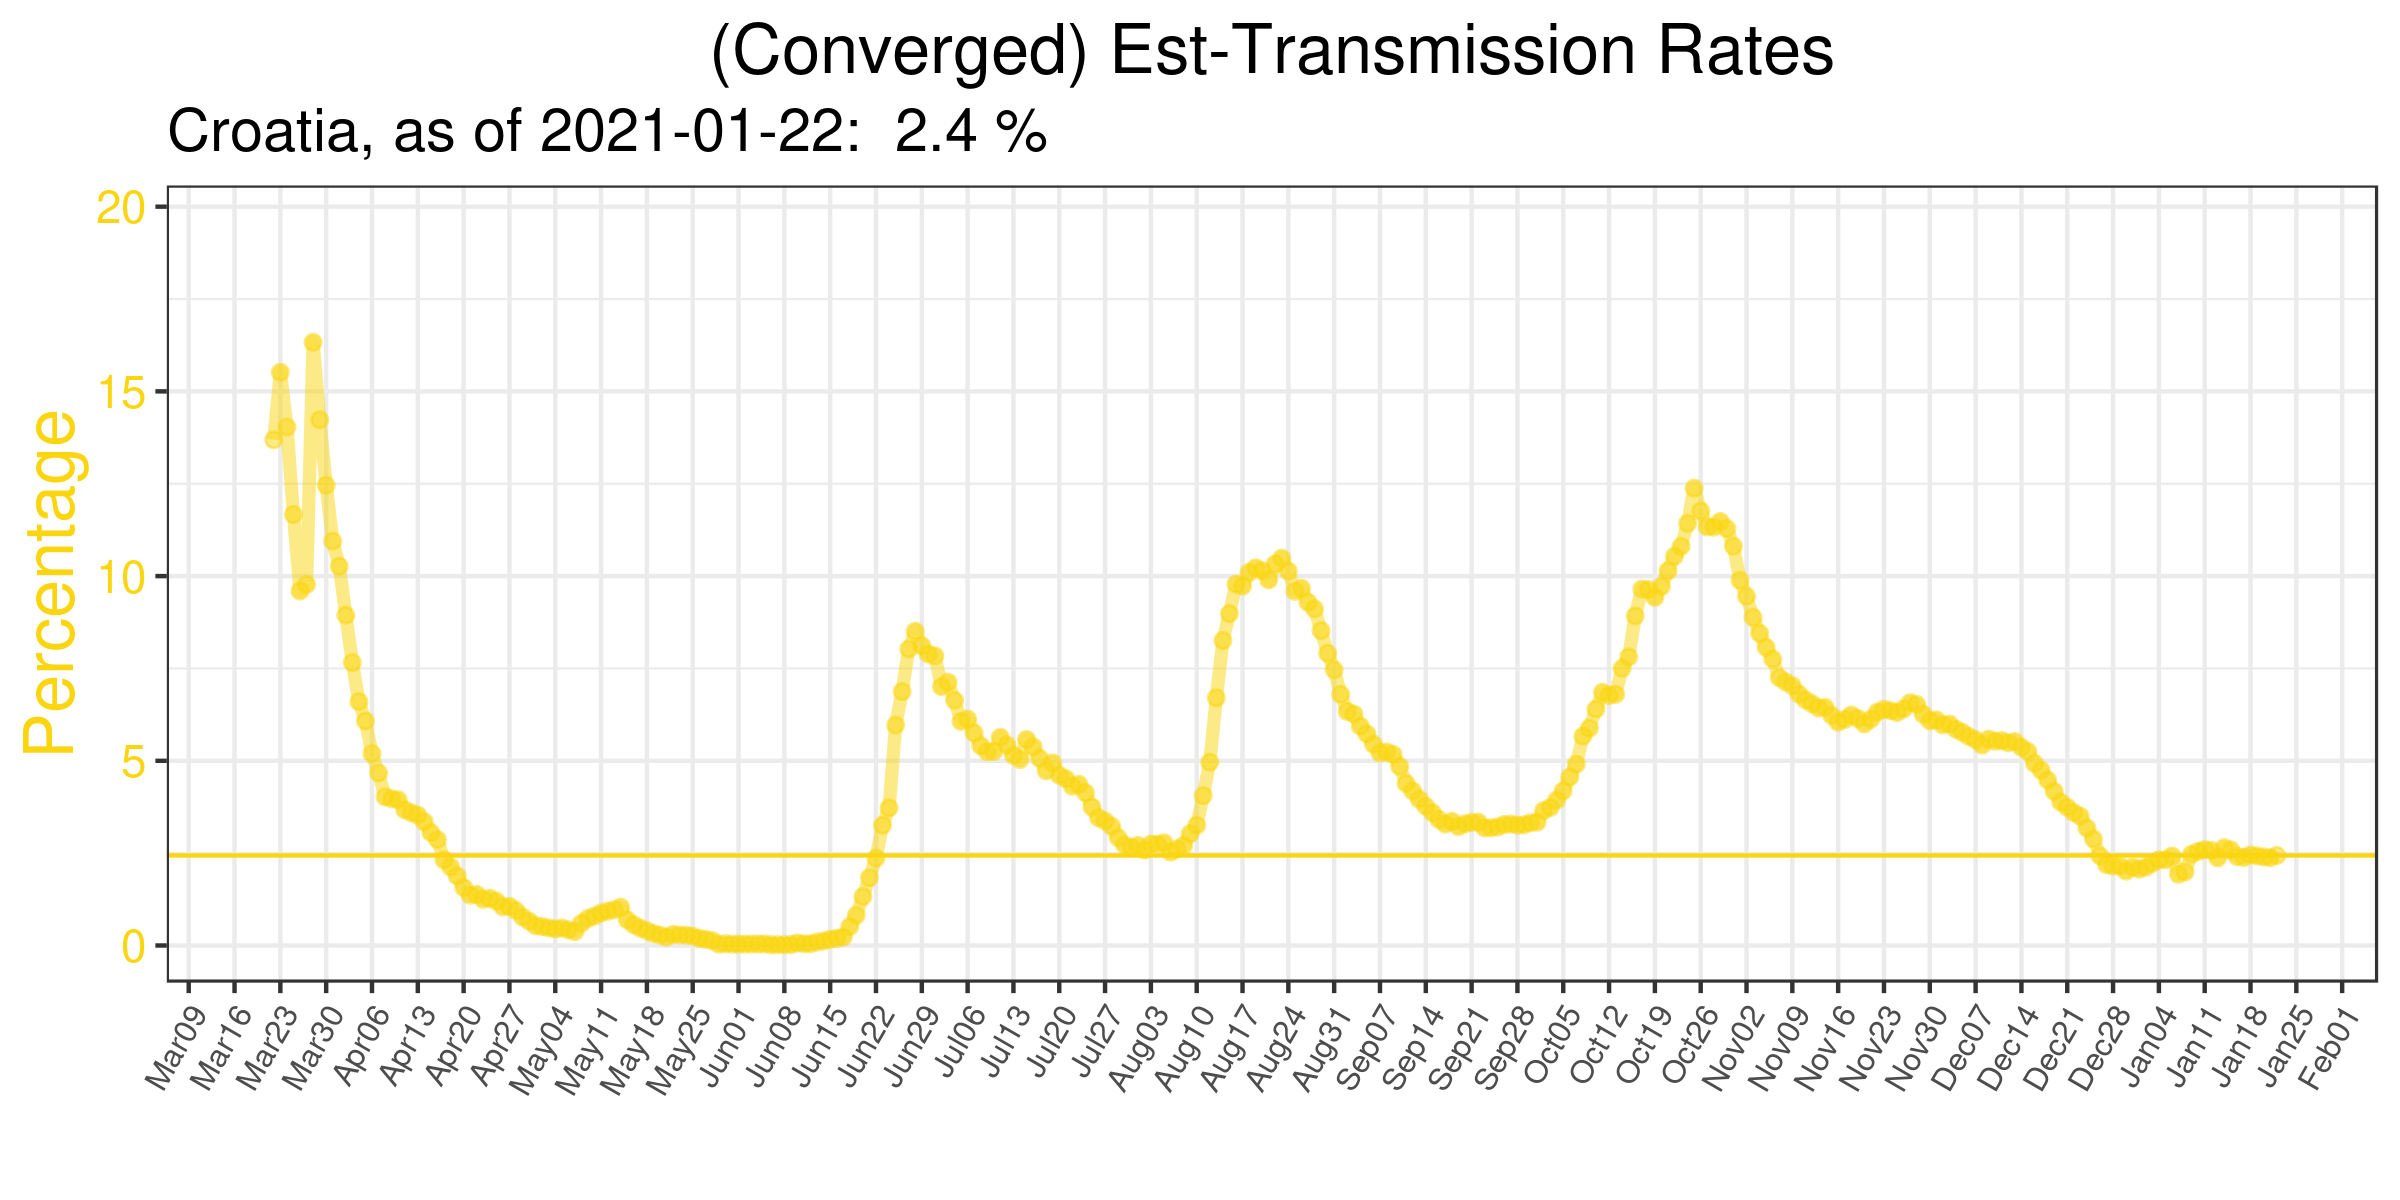 (Converged) Est-Transmission Rates
Croatia, as of 2021-01-22:  2.4 %
Percentage
20
15
10
5
0
Mar09
Mar16
Mar23
Mar30
Apr06
Apr13
Apr20
Apr27
May04
May11
May18
May25
Jun01
Jun08
Jun15
Jun22
Jun29
Jul06
Jul13
Jul20
Jul27
Aug03
Aug10
Aug17
Aug24
Aug31
Sep07
Sep14
Sep21
Sep28
Oct05
Oct12
Oct19
Oct26
Nov02
Nov09
Nov16
Nov23
Nov30
Dec07
Dec14
Dec21
Dec28
Jan04
Jan11
Jan18
Jan25
Feb01